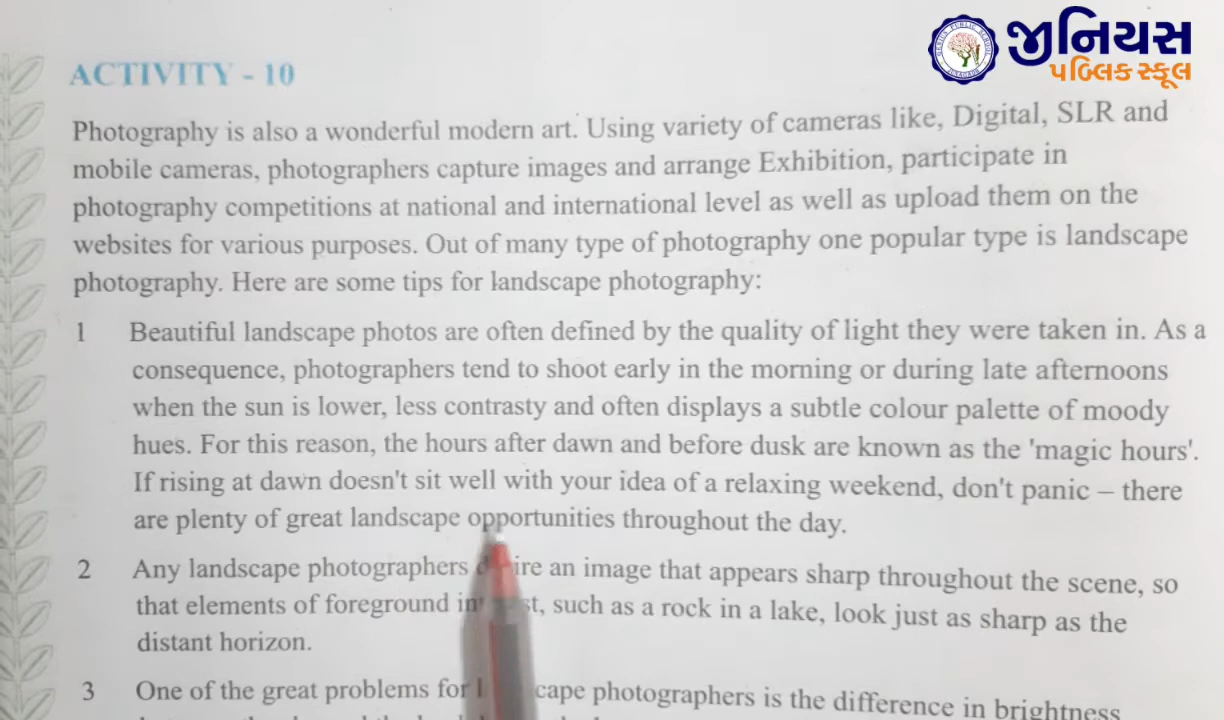 જીનિયસ
પબ્લિક સ્કૂલ
ACTIVITY - 10
Photography is also a wonderful modern art. Using variety of cameras like, Digital, SLR and
mobile cameras, photographers capture images and arrange Exhibition, participate in
photography competitions at national and international level as well as upload them on the
websites for various purposes. Out of many type of photography one popular type is landscape
photography. Here are some tips for landscape photography:
1 Beautiful landscape photos are often defined by the quality of light they were taken in. As a
consequence, photographers tend to shoot early in the morning or during late afternoons
when the sun is lower, less contrasty and often displays a subtle colour palette of moody
hues. For this reason, the hours after dawn and before dusk are known as the 'magic hours'.
If rising at dawn doesn't sit well with your idea of a relaxing weekend, don't panic – there
are plenty of great landscape opportunities throughout the day.
2 Any landscape photographers an image that appears sharp throughout the scene, so
that elements of foreground such as a rock in a lake, look just as sharp as the
distant horizon.
3 One of the great problems for photographers is the difference in brightness